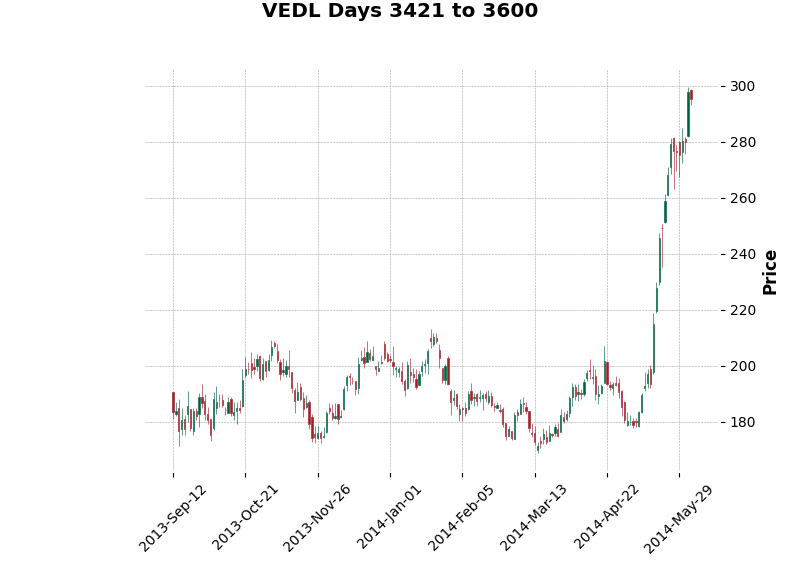 VEDL Days 3421 to 3600
300
280
260
240
220
200
180
Price
2013-Sep-12
2013-Oct-21
2013-Nov-26
2014-Jan-01
2014-Feb-05
2014-Mar-13
2014-Apr-22
2014-May-29